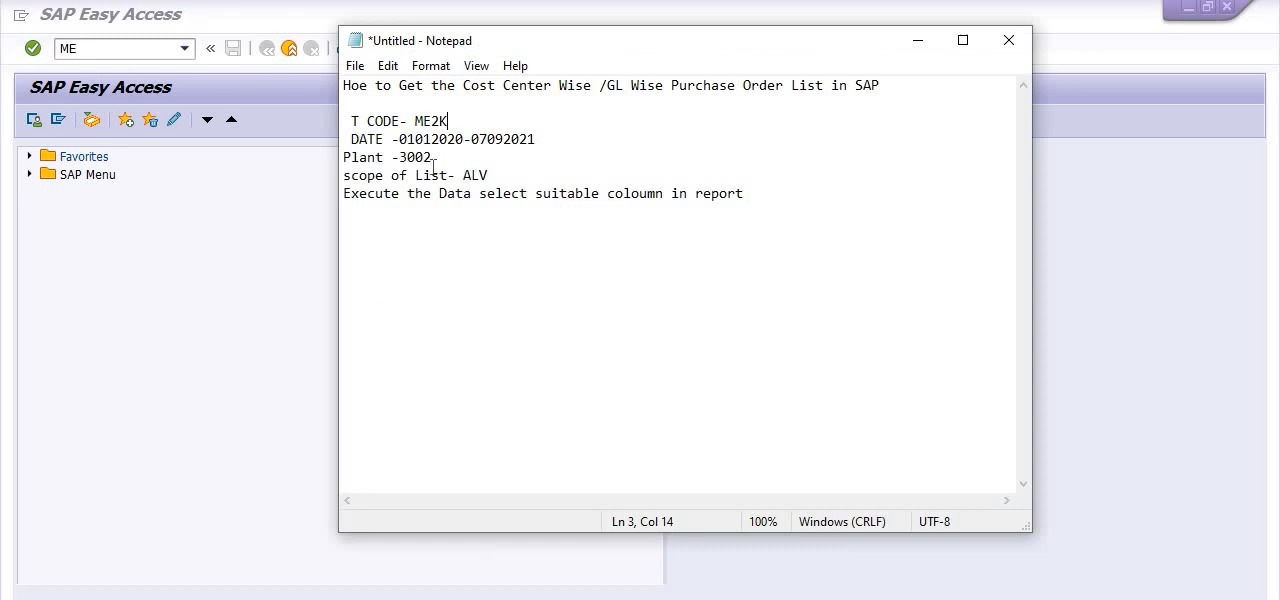 SAP Easy Access
ME
SAP Easy Access
Favorites
SAP Menu
*Untitled - Notepad
File Edit Format View Help
Hoe to Get the Cost Center Wise /GL Wise Purchase Order List in SAP
T CODE- ME2K
DATE -01012020-07092021
Plant -3002
scope of List- ALV
Execute the Data select suitable coloumn in report
Ln 3, Col 14 100% Windows (CRLF) UTF-8